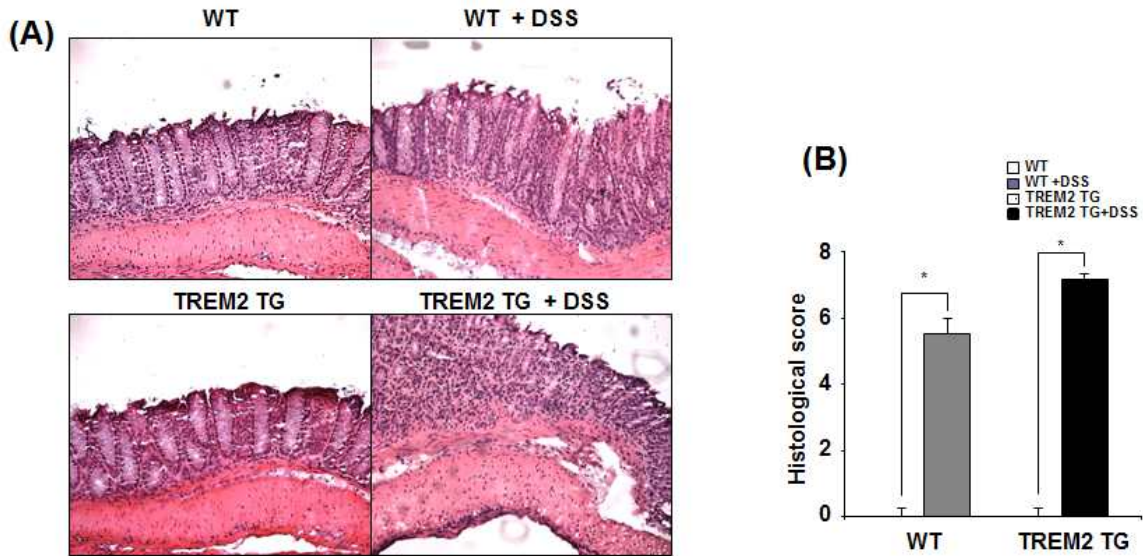 (A)
WT
WT + DSS
TREM2 TG
TREM2 TG + DSS
(B)
WT
WT +DSS
TREM2 TG
TREM2 TG+DSS
Histological score
8
6
4
2
0
*
*
WT
TREM2 TG